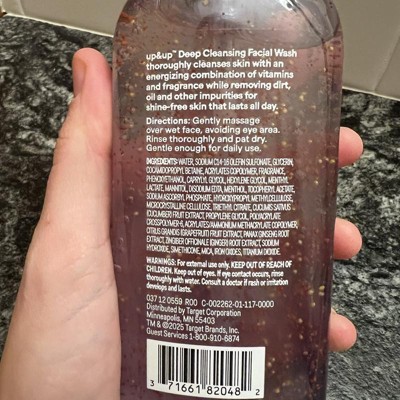 up&up™ Deep Cleansing Facial Wash
thoroughly cleanses skin with an
energizing combination of vitamins
and fragrance while removing dirt,
oil and other impurities for
shine-free skin that lasts all day.
Directions: Gently massage
over wet face, avoiding eye area.
Rinse thoroughly and pat dry.
Gentle enough for daily use.
INGREDIENTS: WATER, SODIUM C14-16 OLEFIN SULFONATE, GLYCERIN,
COCAMIDOPROPYL BETAINE, ACRYLATES COPOLYMER, FRAGRANCE,
PHENOXYETHANOL, CAPRYLYL GLYCOL, HEXYLENE GLYCOL, MENTHYL
LACTATE, MANNITOL, DISODIUM EDTA, MENTHOL, TOCOPHERYL ACETATE,
SODIUM ASCORBYL PHOSPHATE, HYDROXYPROPYL METHYLCELLULOSE,
MICROCRYSTALLINE CELLULOSE, TRIETHYL CITRATE, CUCUMIS SATIVUS
(CUCUMBER) FRUIT EXTRACT, PROPYLENE GLYCOL, POLYACRYLATE
CROSSPOLYMER-6, ACRYLATES/AMMONIUM METHACRYLATE COPOLYMER,
CITRUS GRANDIS (GRAPEFRUIT) FRUIT EXTRACT, PANAX GINSENG ROOT
EXTRACT, ZINGIBER OFFICINALE (GINGER) ROOT EXTRACT, SODIUM
HYDROXIDE, SIMETHICONE, MICA, IRON OXIDES, TITANIUM DIOXIDE.
WARNINGS: For external use only. KEEP OUT OF REACH OF
CHILDREN. Keep out of eyes. If eye contact occurs, rinse
thoroughly with water. Consult a doctor if rash or irritation
develops and lasts.
037 12 0559 R00 C-002262-01-117-0000
Distributed by Target Corporation
Minneapolis, MN 55403
TM & ©2025 Target Brands, Inc.
Guest Services 1-800-910-6874
3 71661 82048 2